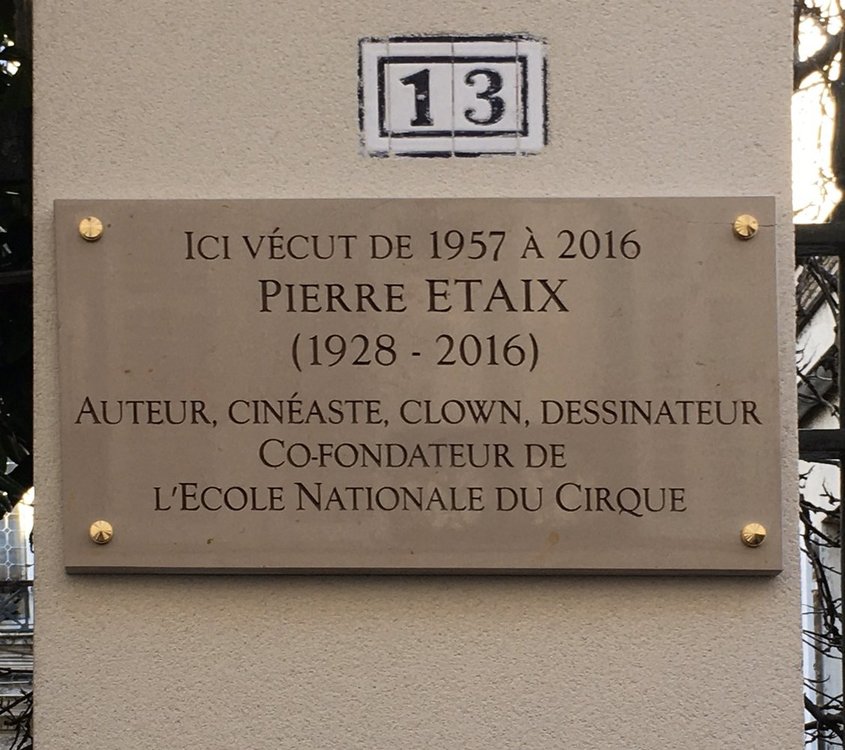 13
ICI VÉCUT DE 1957 À 2016
PIERRE ETAIX
(1928 - 2016)
AUTEUR, CINÉASTE, CLOWN, DESSINATEUR
CO-FONDATEUR DE
L'ECOLE NATIONALE DU CIRQUE